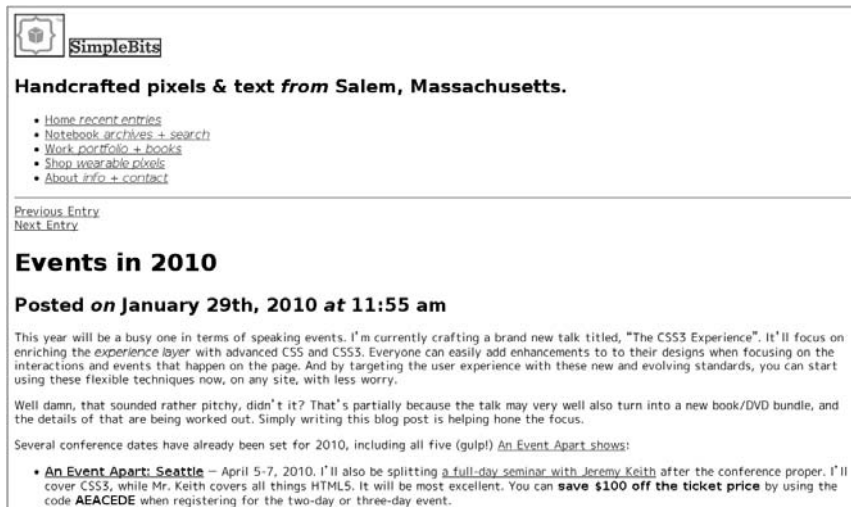 SimpleBits
Handcrafted pixels & text from Salem, Massachusetts.
• Home recent entries
• Notebook archives + search
• Work portfolio + books
• Shop wearable pixels
• About info + contact
Previous Entry
Next Entry
Events in 2010
Posted on January 29th, 2010 at 11:55 am
This year will be a busy one in terms of speaking events. I'm currently crafting a brand new talk titled, “The CSS3 Experience”. It'll focus on
enriching the experience layer with advanced CSS and CSS3. Everyone can easily add enhancements to to their designs when focusing on the
interactions and events that happen on the page. And by targeting the user experience with these new and evolving standards, you can start
using these flexible techniques now, on any site, with less worry.
Well damn, that sounded rather pitchy, didn't it? That's partially because the talk may very well also turn into a new book/DVD bundle, and
the details of that are being worked out. Simply writing this blog post is helping hone the focus.
Several conference dates have already been set for 2010, including all five (gulp!) An Event Apart shows:
• An Event Apart: Seattle — April 5-7, 2010. I'll also be splitting a full-day seminar with Jeremy Keith after the conference proper. I'll
cover CSS3, while Mr. Keith covers all things HTML5. It will be most excellent. You can save $100 off the ticket price by using the
code AEACEDE when registering for the two-day or three-day event.